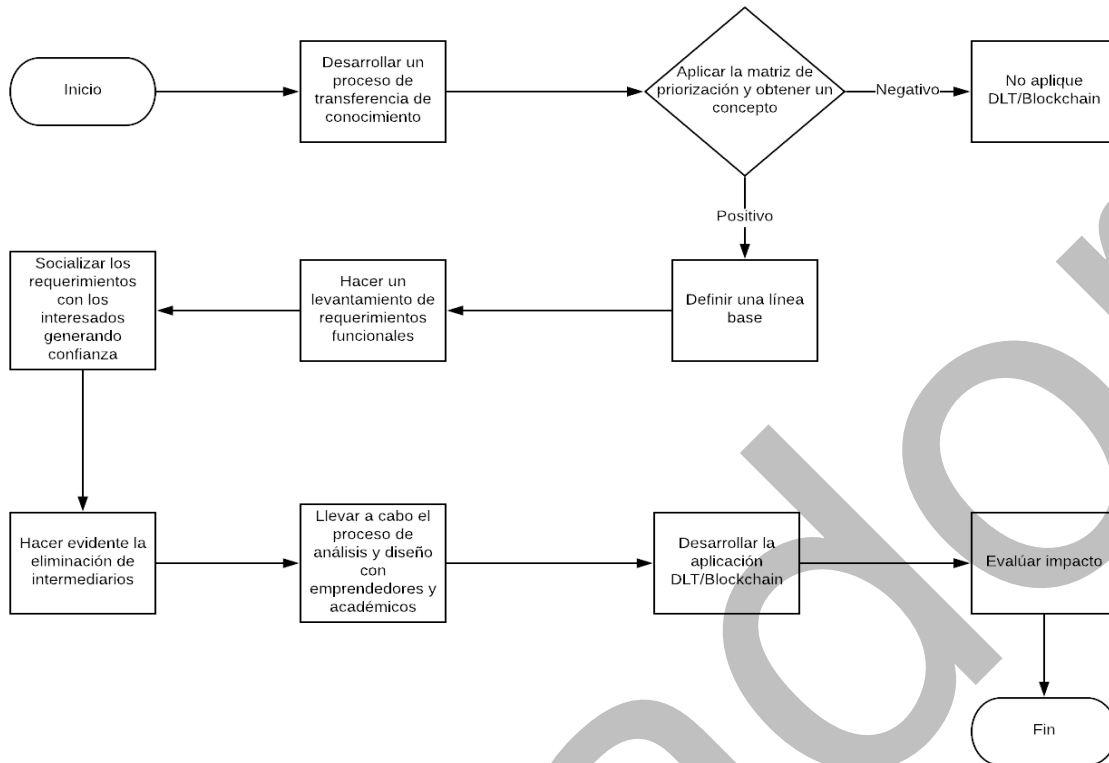 Inicio
Desarrollar un
proceso de
transferencia de
conocimiento
Aplicar la matriz de
priorización y obtener un
concepto
Negativo
No aplique
DLT/Blockchain
Positivo
Socializar los
requerimientos
con los
interesados
generando
confianza
Hacer un
levantamiento de
requerimientos
funcionales
Definir una línea
base
Hacer evidente la
eliminación de
intermediarios
Llevar a cabo el
proceso de
análisis y diseño
con
emprendedores y
académicos
Desarrollar la
aplicación
DLT/Blockchain
Evalúar impacto
Fin